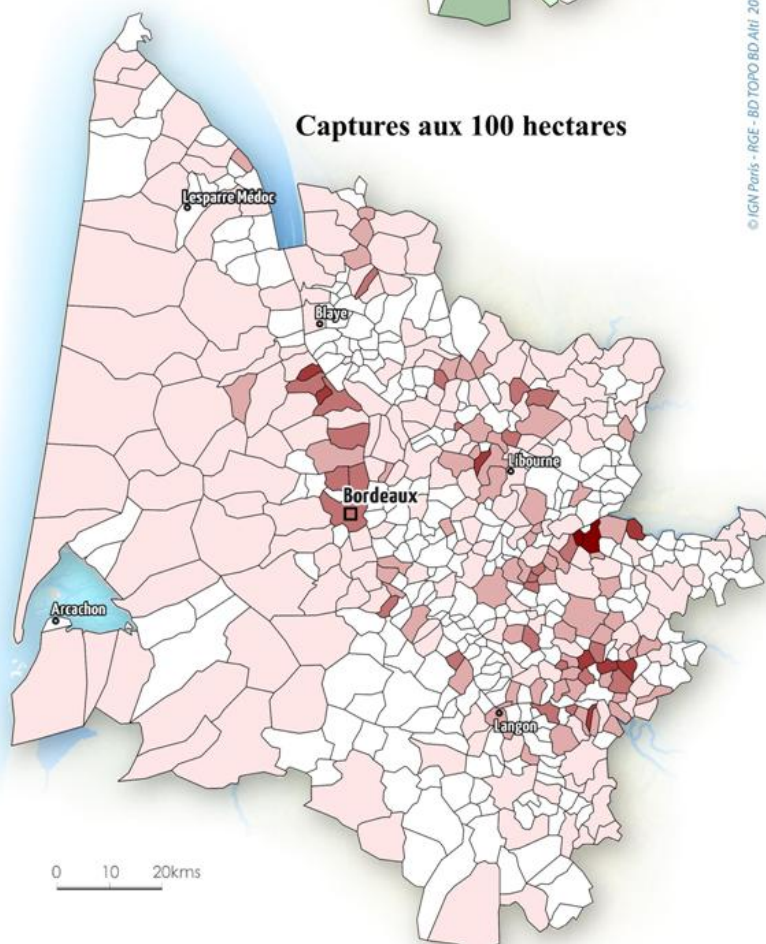 Captures aux 100 hectares
© IGN Paris - RGE - BD TOPO BD Alti 20
Lesparre Médoc
Blaye
Libourne
Bordeaux
Arcachon
Langon
0 10 20kms